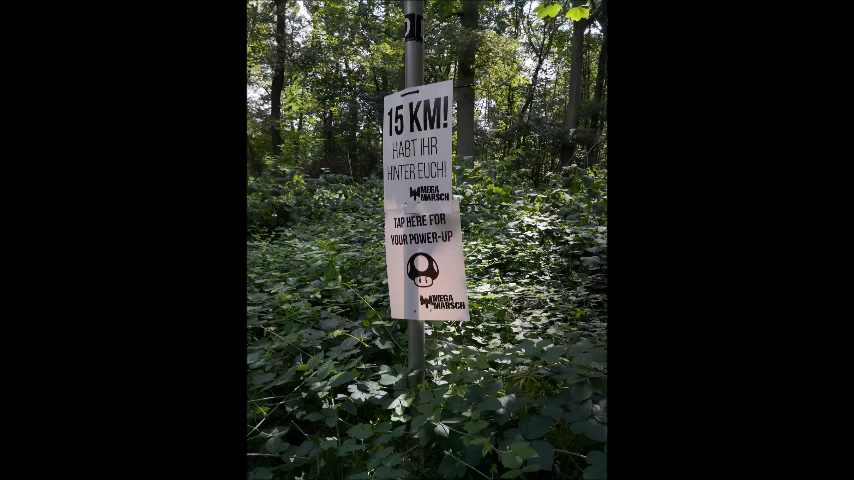 15 KM!
HABT IHR
HINTER EUCH!
MEGA
MARSCH
TAP HERE FOR
YOUR POWER-UP
MEGA
MARSCH